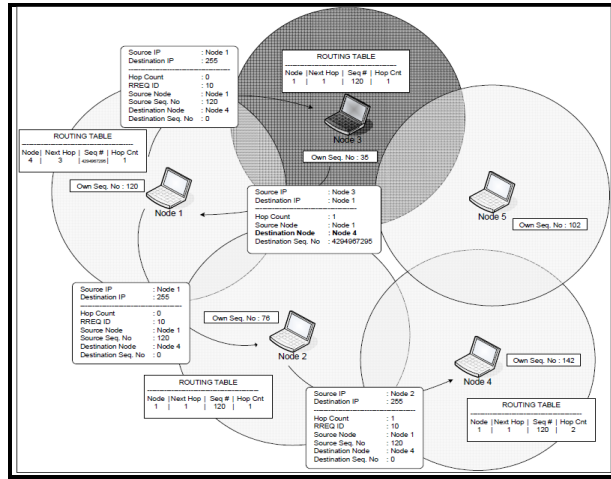 Source IP : Node 1
Destination IP : 255
Hop Count : 0
RREQ ID : 10
Source Node : Node 1
Source Seq. No : 120
Destination Node : Node 4
Destination Seq. No : 0
ROUTING TABLE
Node |Next Hop | Seq # | Hop Cnt
1 | 1 | 120 | 1
Node 3
Own Seq. No : 35
ROUTING TABLE
Node| Next Hop | Seq # | Hop Cnt
4 | 3 | 4294967295 | 1
Own Seq. No : 120
Node 1
Source IP : Node 3
Destination IP : Node 1
Hop Count : 1
Source Node : Node 1
Destination Node : Node 4
Destination Seq. No : 4294967295
Node 5
Own Seq. No : 102
Source IP : Node 1
Destination IP : 255
Hop Count : 0
RREQ ID : 10
Source Node : Node 1
Source Seq. No : 120
Destination Node : Node 4
Destination Seq. No : 0
Own Seq. No : 76
Node 2
Own Seq. No : 142
Node 4
ROUTING TABLE
Node |Next Hop | Seq # | Hop Cnt
1 | 1 | 120 | 1
Source IP : Node 2
Destination IP : 255
Hop Count : 1
RREQ ID : 10
Source Node : Node 1
Source Seq. No : 120
Destination Node : Node 4
Destination Seq. No : 0
ROUTING TABLE
Node |Next Hop | Seq # | Hop Cnt
1 | 1 | 120 | 2